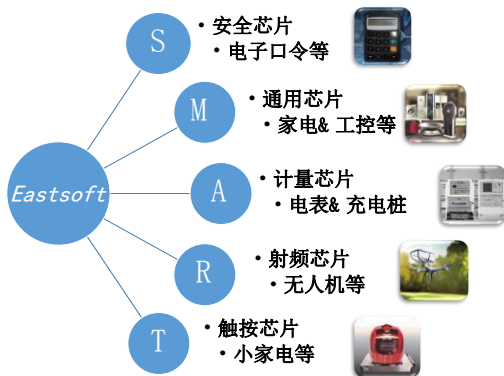 Eastsoft
S
• 安全芯片
• 电子口令等
M
• 通用芯片
• 家电& 工控等
A
• 计量芯片
• 电表& 充电桩
R
• 射频芯片
• 无人机等
T
• 触接芯片
• 小家电等